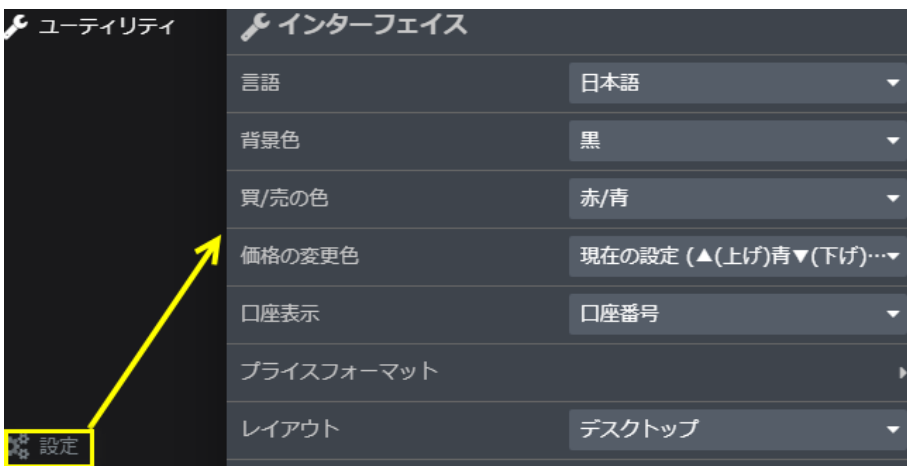 ユーティリティ
インターフェイス
言語
日本語
背景色
黒
買/売の色
赤/青
価格の変更色
現在の設定 (▲(上げ)青▼(下げ)…
口座表示
口座番号
プライスフォーマット
レイアウト
デスクトップ
設定